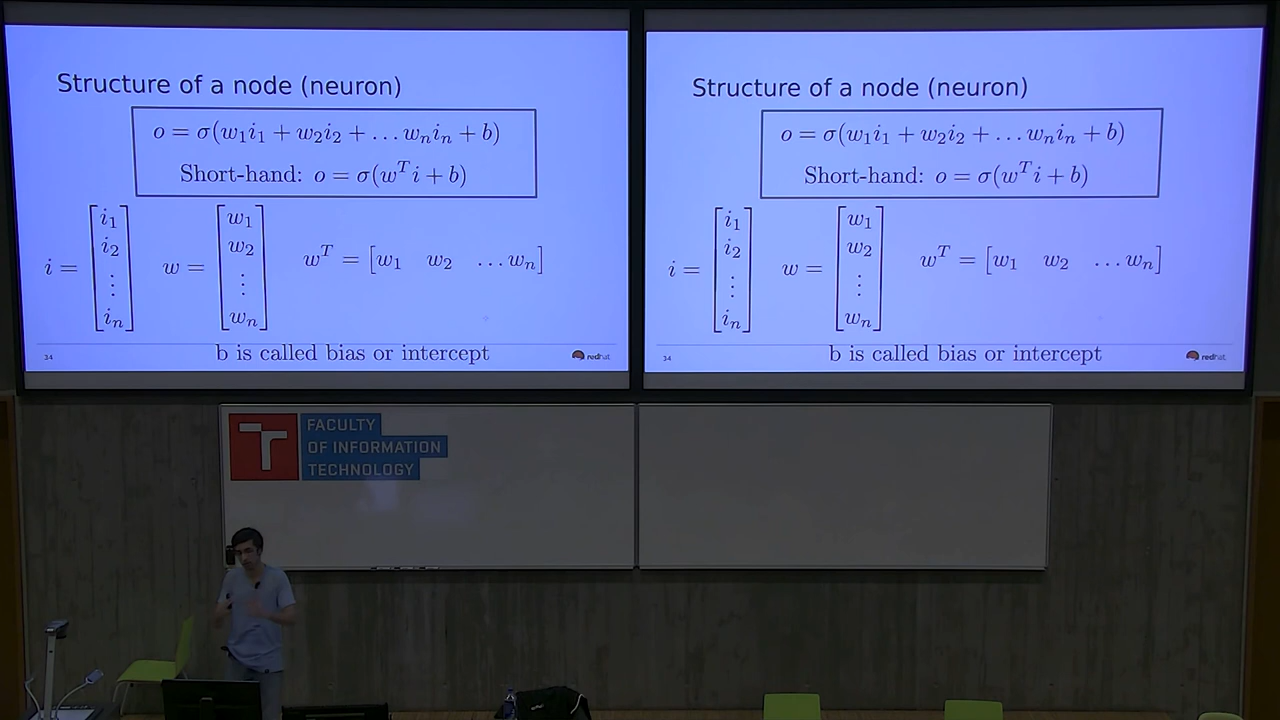 Structure of a node (neuron)
o = σ(w₁i₁ + w₂i₂ + … wₙiₙ + b)
Short-hand: o = σ(wᵀi + b)
i = [i₁ i₂ ⋮ iₙ] w = [w₁ w₂ ⋮ wₙ] wᵀ = [w₁ w₂ … wₙ]
b is called bias or intercept
34
redhat
Structure of a node (neuron)
o = σ(w₁i₁ + w₂i₂ + … wₙiₙ + b)
Short-hand: o = σ(wᵀi + b)
i = [i₁ i₂ ⋮ iₙ] w = [w₁ w₂ ⋮ wₙ] wᵀ = [w₁ w₂ … wₙ]
b is called bias or intercept
34
redhat
T
FACULTY
OF INFORMATION
TECHNOLOGY